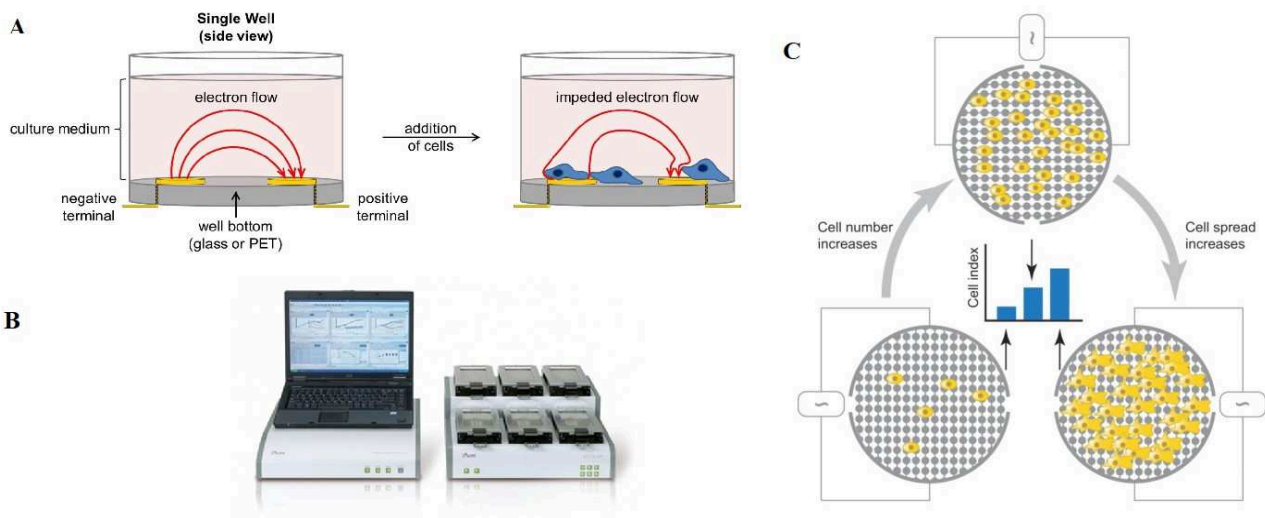 A
Single Well
(side view)
electron flow
culture medium
negative
terminal
positive
terminal
well bottom
(glass or PET)
addition
of cells
impeded electron flow
B
C
Cell number
increases
Cell spread
increases
Cell index